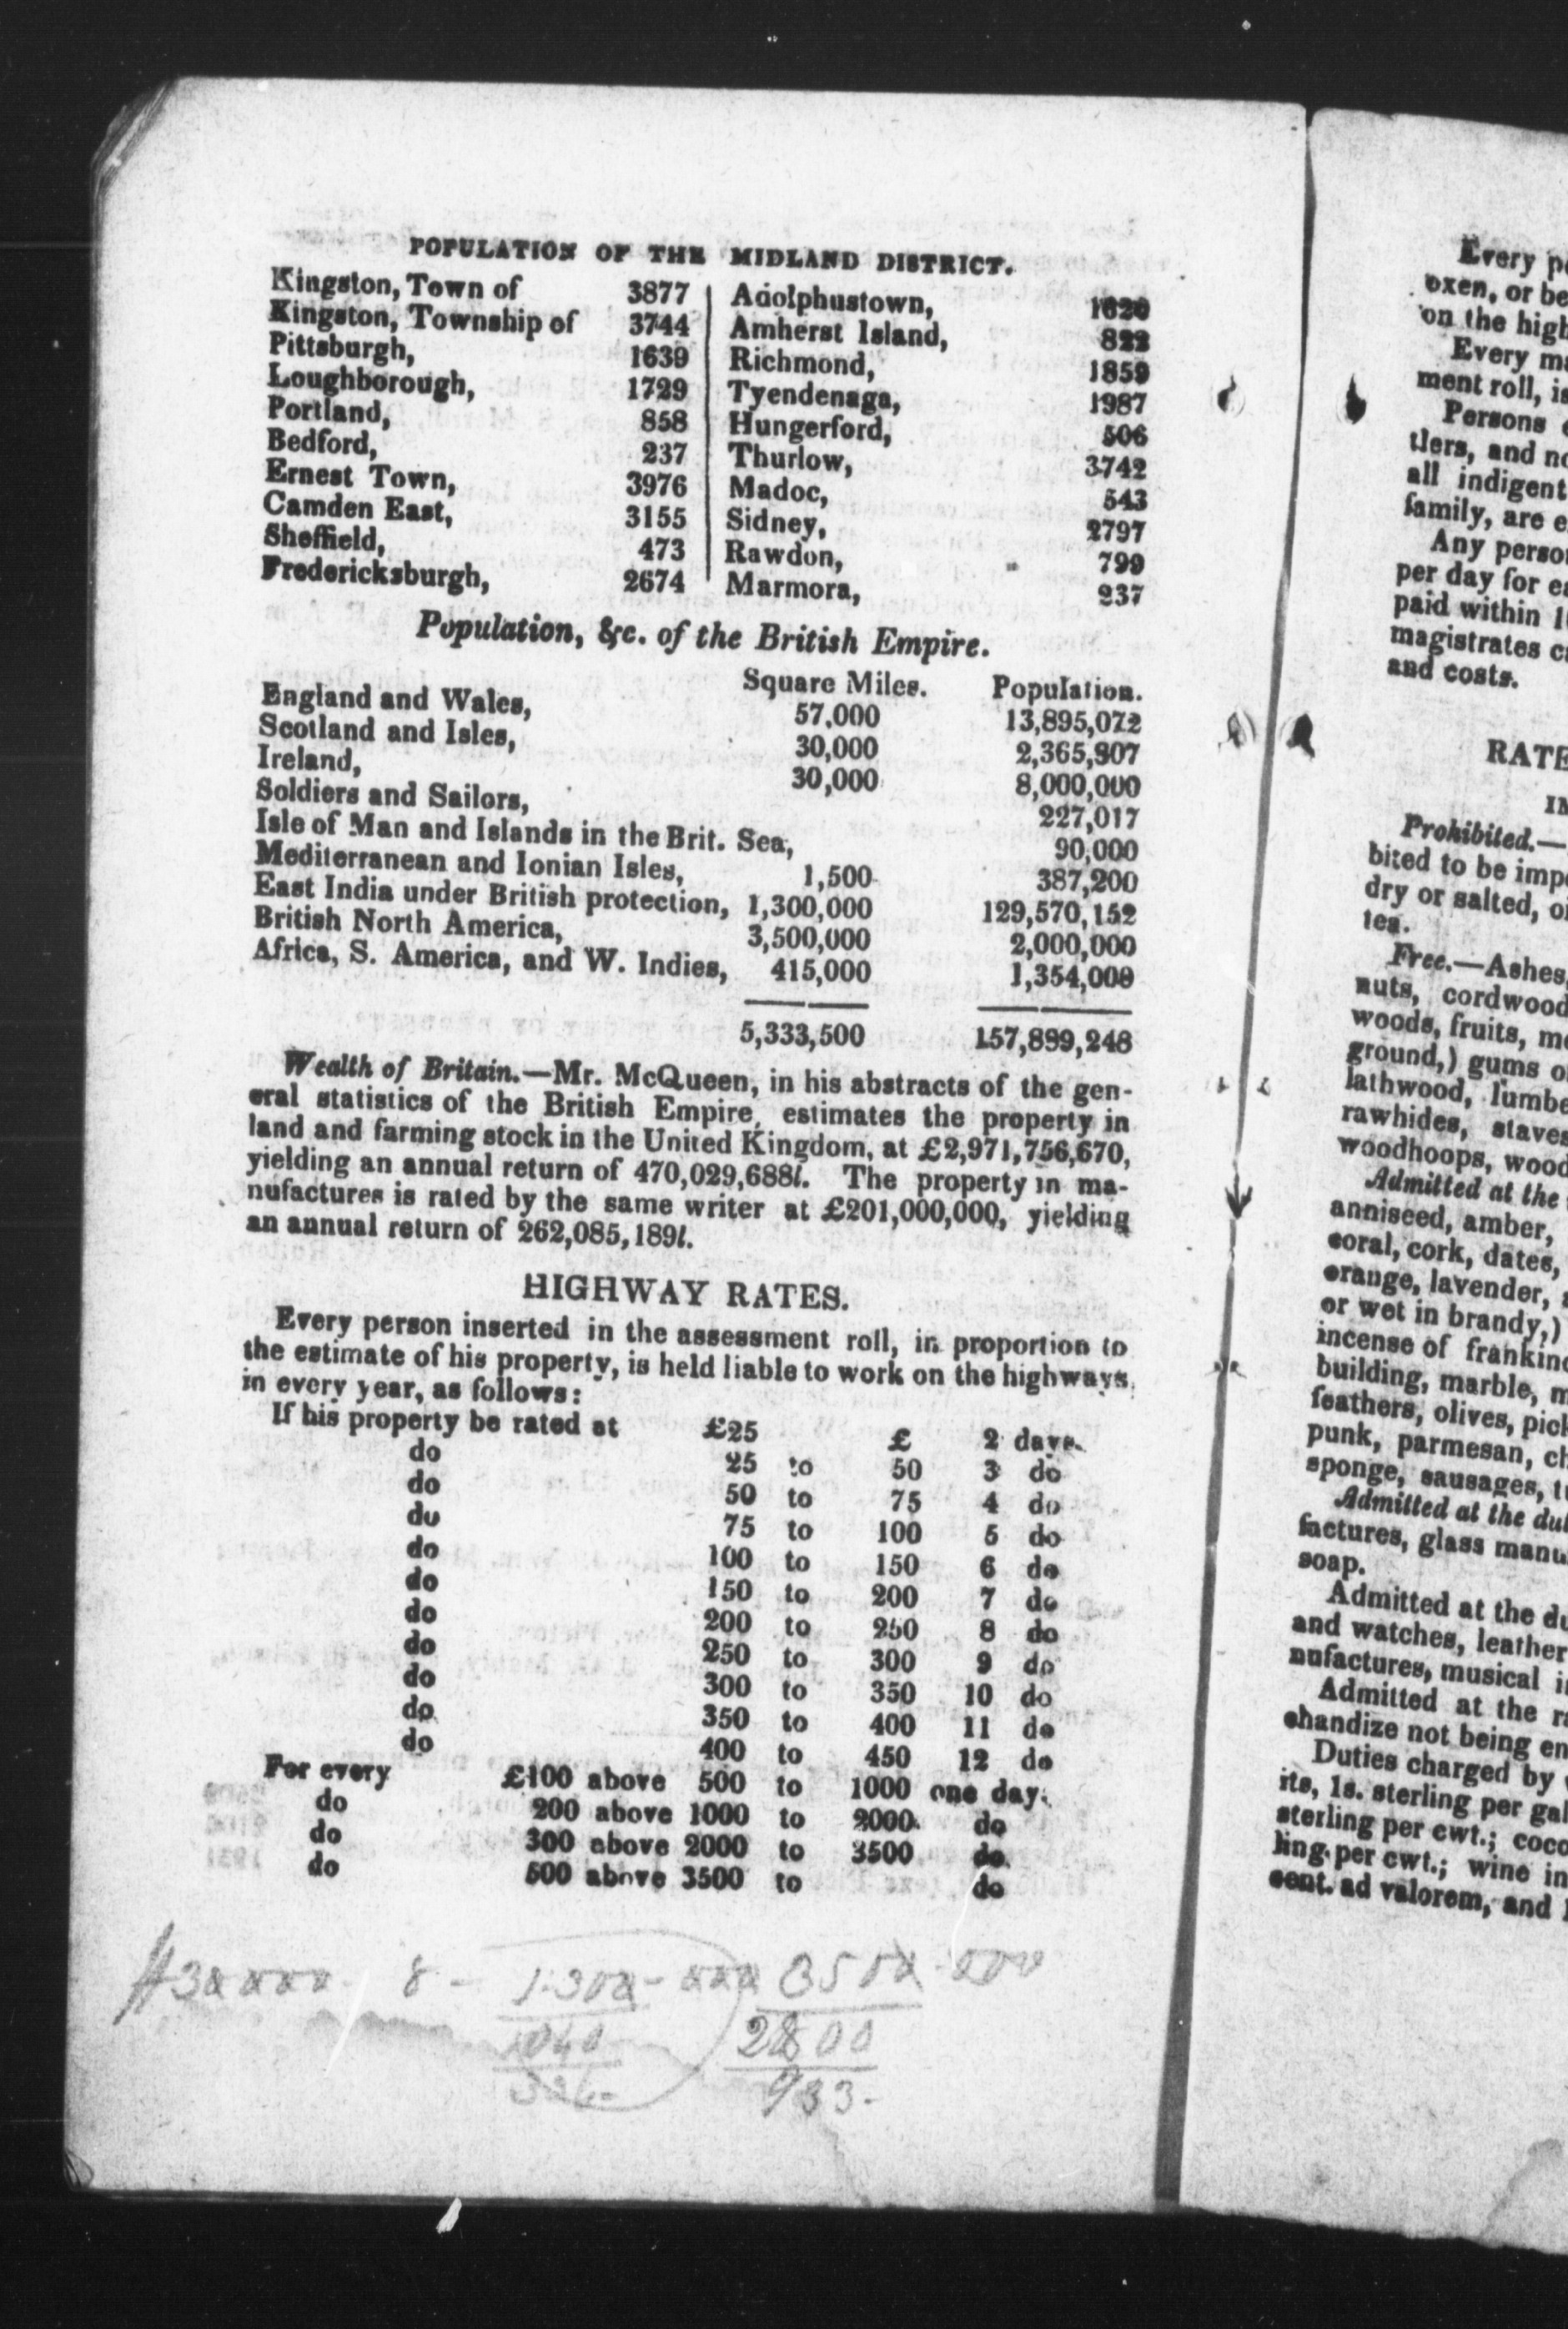 POPULATION OF THE MIDLAND DISTRICT.
Kingston, Town of 3877 | Adolphustown, 1620
Kingston, Township of 3744 | Amherst Island, 822
Pittsburgh, 1639 | Richmond, 1859
Loughborough, 1729 | Tyendenaga, 1987
Portland, 858 | Hungerford, 506
Bedford, 237 | Thurlow, 3742
Ernest Town, 3976 | Madoc, 543
Camden East, 3155 | Sidney, 2797
Sheffield, 473 | Rawdon, 799
Fredericksburgh, 2674 | Marmora, 237
Population, &c. of the British Empire.
Square Miles. Population.
England and Wales, 57,000 13,895,072
Scotland and Isles, 30,000 2,365,807
Ireland, 30,000 8,000,000
Soldiers and Sailors, 227,017
Isle of Man and Islands in the Brit. Sea, 90,000
Mediterranean and Ionian Isles, 1,500 387,200
East India under British protection, 1,300,000 129,570,152
British North America, 3,500,000 2,000,000
Africa, S. America, and W. Indies, 415,000 1,354,000
5,333,500 157,889,248
Wealth of Britain.—Mr. McQueen, in his abstracts of the gen-
eral statistics of the British Empire, estimates the property in
land and farming stock in the United Kingdom, at £2,971,756,670,
yielding an annual return of 470,029,688l. The property in ma-
nufactures is rated by the same writer at £201,000,000, yielding
an annual return of 262,085,189l.
HIGHWAY RATES.
Every person inserted in the assessment roll, in proportion to
the estimate of his property, is held liable to work on the highways
in every year, as follows:
If his property be rated at £25 £ 2 days.
do 25 to 50 3 do
do 50 to 75 4 do
do 75 to 100 5 do
do 100 to 150 6 do
do 150 to 200 7 do
do 200 to 250 8 do
do 250 to 300 9 do
do 300 to 350 10 do
do 350 to 400 11 do
do 400 to 450 12 do
For every £100 above 500 to 1000 one day.
do 200 above 1000 to 2000 do
do 300 above 2000 to 3500 do
do 500 above 3500 to do
2800
933.
Every
oxen, or
on the
Every
ment roll,
Persons
tlers, and
all indigent
family, are
Any
per day for
paid within
magistrates
and costs.
Prohibited.—
bited to be
dry or salted,
tea.
Free.—Ashes,
nuts, cordwood
woods, fruits,
ground,) gums
lathwood,
rawhides, staves
woodhoops, wood
Admitted at the
anniseed, amber,
coral, cork, dates,
orange, lavender,
or wet in brandy,)
incense of
building, marble,
feathers, olives,
punk, parmesan,
sponge, sausages,
Admitted at the
factures, glass
soap.
Admitted at the
and watches, leather
nufactures, musical
Admitted at the
chandize not being
Duties charged by
its, 1s. sterling per
sterling per cwt.;
ling per cwt.; wine in
cent. ad valorem, and